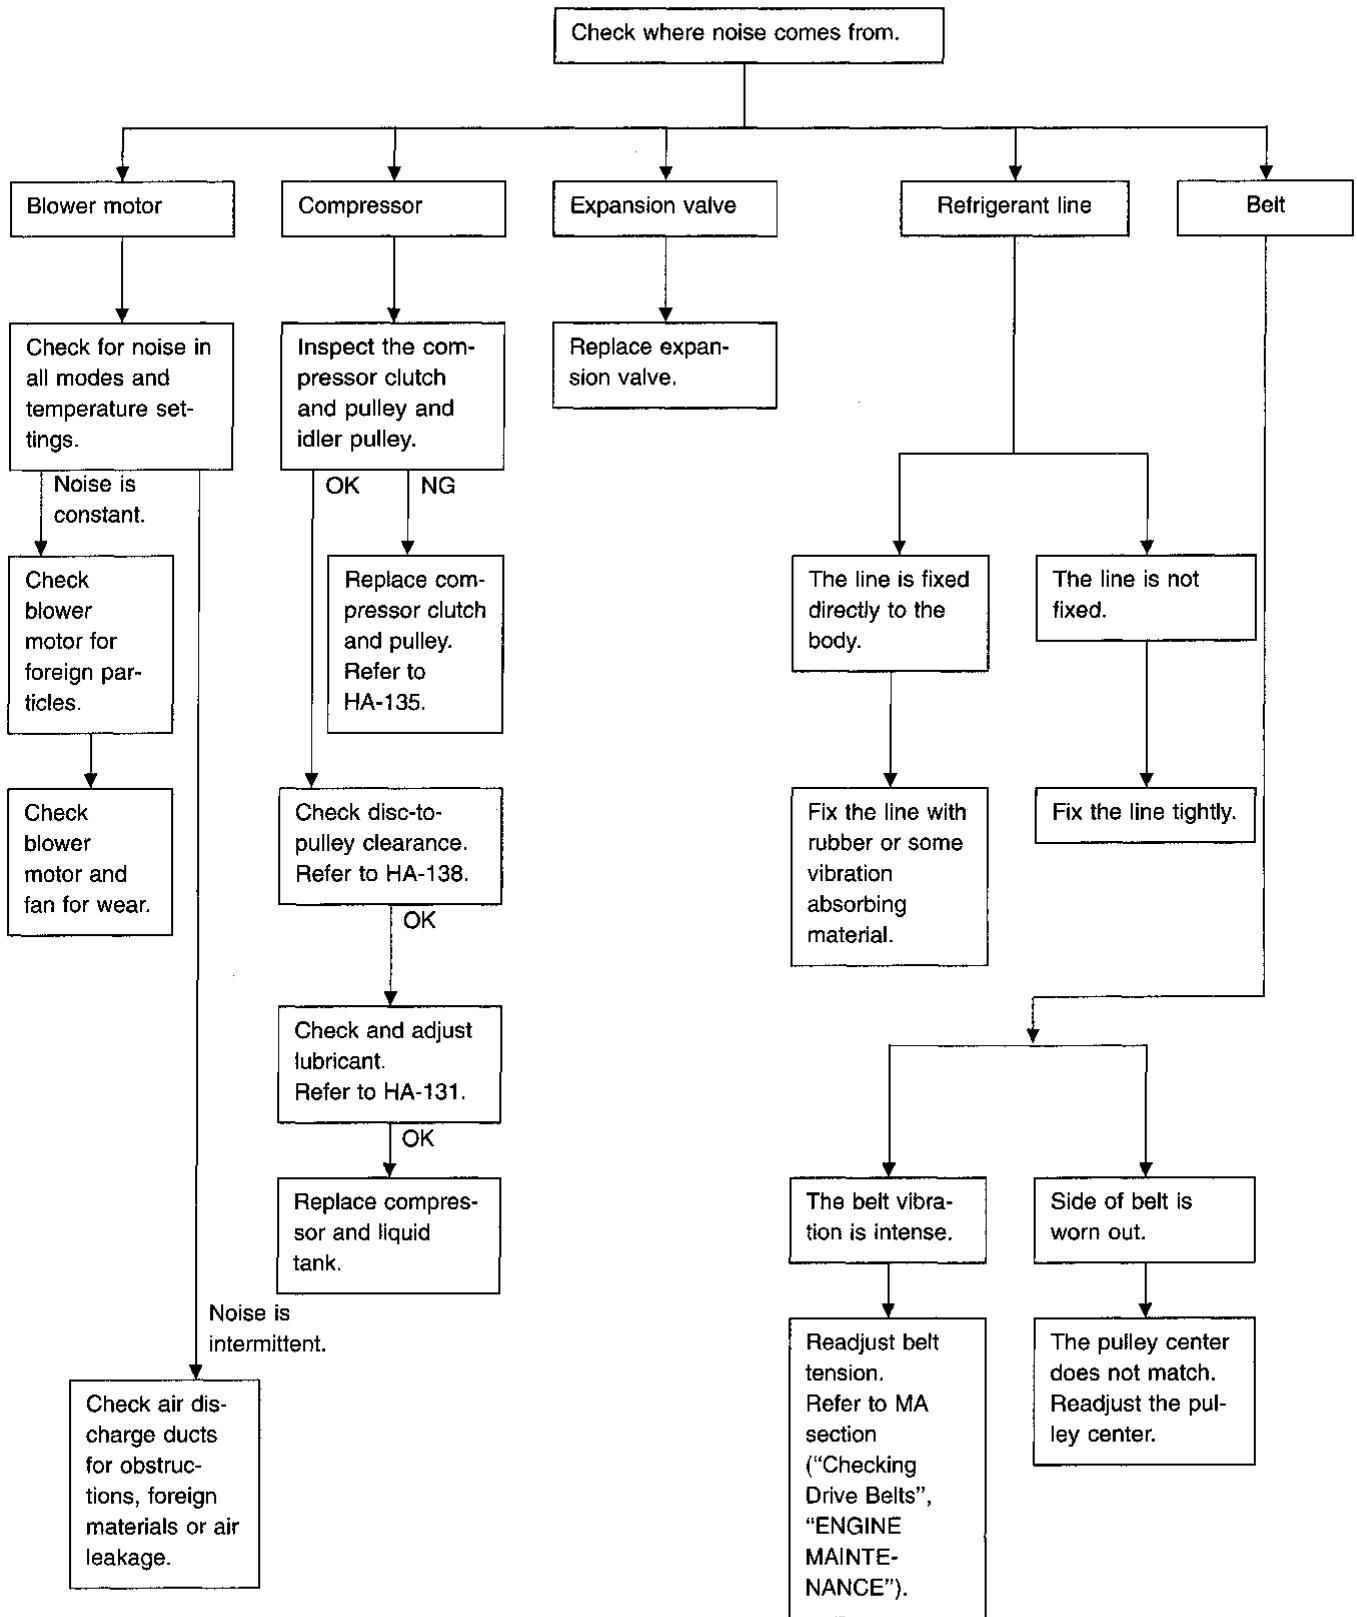 Check where noise comes from.
Blower motor
Compressor
Expansion valve
Refrigerant line
Belt
Check for noise in
all modes and
temperature set-
tings.
Inspect the com-
pressor clutch
and pulley and
idler pulley.
Replace expan-
sion valve.
Noise is
constant.
OK
NG
Check
blower
motor for
foreign par-
ticles.
Replace com-
pressor clutch
and pulley.
Refer to
HA-135.
The line is fixed
directly to the
body.
The line is not
fixed.
Check
blower
motor and
fan for wear.
Check disc-to-
pulley clearance.
Refer to HA-138.
Fix the line with
rubber or some
vibration
absorbing
material.
Fix the line tightly.
OK
Check and adjust
lubricant.
Refer to HA-131.
OK
Replace compres-
sor and liquid
tank.
The belt vibra-
tion is intense.
Side of belt is
worn out.
Noise is
intermittent.
Check air dis-
charge ducts
for obstruc-
tions, foreign
materials or air
leakage.
Readjust belt
tension.
Refer to MA
section
(“Checking
Drive Belts”,
“ENGINE
MAINTE-
NANCE”).
The pulley center
does not match.
Readjust the pul-
ley center.